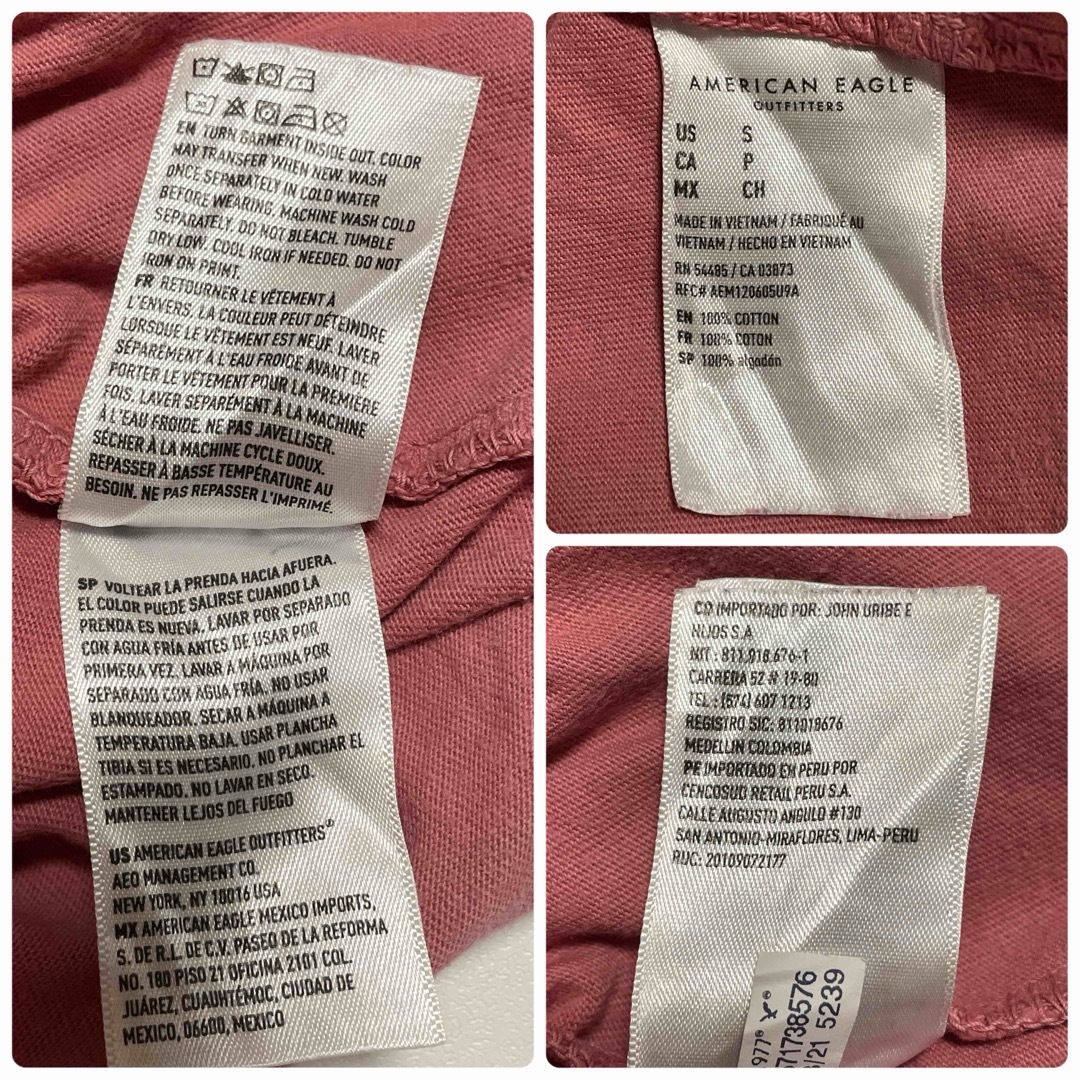 EN TURN GARMENT INSIDE OUT. COLOR
MAY TRANSFER WHEN NEW. WASH
ONCE SEPARATELY IN COLD WATER
BEFORE WEARING. MACHINE WASH COLD
SEPARATELY. DO NOT BLEACH. TUMBLE
DRY LOW. COOL IRON IF NEEDED. DO NOT
IRON ON PRINT.
FR RETOURNER LE VÊTEMENT À
L'ENVERS. LA COULEUR PEUT DÉTEINDRE
LORSQUE LE VÊTEMENT EST NEUF. LAVER
SÉPARÉMENT À L'EAU FROIDE AVANT DE
PORTER LE VÊTEMENT POUR LA PREMIÈRE
FOIS. LAVER SÉPARÉMENT À LA MACHINE
À L'EAU FROIDE. NE PAS JAVELLISER.
SÉCHER À LA MACHINE CYCLE DOUX.
REPASSER À BASSE TEMPÉRATURE AU
BESOIN. NE PAS REPASSER L'IMPRIMÉ.
SP VOLTEAR LA PRENDA HACIA AFUERA.
EL COLOR PUEDE SALIRSE CUANDO LA
PRENDA ES NUEVA. LAVAR POR SEPARADO
CON AGUA FRÍA ANTES DE USAR POR
PRIMERA VEZ. LAVAR A MÁQUINA POR
SEPARADO CON AGUA FRÍA. NO USAR
BLANQUEADOR. SECAR A MÁQUINA A
TEMPERATURA BAJA. USAR PLANCHA
TIBIA SI ES NECESARIO. NO PLANCHAR EL
ESTAMPADO. NO LAVAR EN SECO.
MANTENER LEJOS DEL FUEGO
US AMERICAN EAGLE OUTFITTERS®
AEO MANAGEMENT CO.
NEW YORK, NY 10016 USA
MX AMERICAN EAGLE MEXICO IMPORTS,
S. DE R.L. DE C.V. PASEO DE LA REFORMA
NO. 180 PISO 21 OFICINA 2101 COL.
JUÁREZ, CUAUHTÉMOC, CIUDAD DE
MEXICO, 06600, MEXICO
AMERICAN EAGLE
OUTFITTERS
US S
CA P
MX CH
MADE IN VIETNAM / FABRIQUÉ AU
VIETNAM / HECHO EN VIETNAM
RN 54485 / CA 03873
RFC# AEM120605U9A
EN 100% COTTON
FR 100% COTON
SP 100% algodón
CO IMPORTADO POR: JOHN URIBE E
HIJOS S.A
NIT : 811.018.676-1
CARRERA 52 # 19-80
TEL : (574) 607 1213
REGISTRO SIC: 811018676
MEDELLIN COLOMBIA
PE IMPORTADO EN PERU POR
CENCOSUD RETAIL PERU S.A.
CALLE AUGUSTO ANGULO #130
SAN ANTONIO-MIRAFLORES, LIMA-PERU
RUC: 20109072177
1977®
71738576
/21 5239